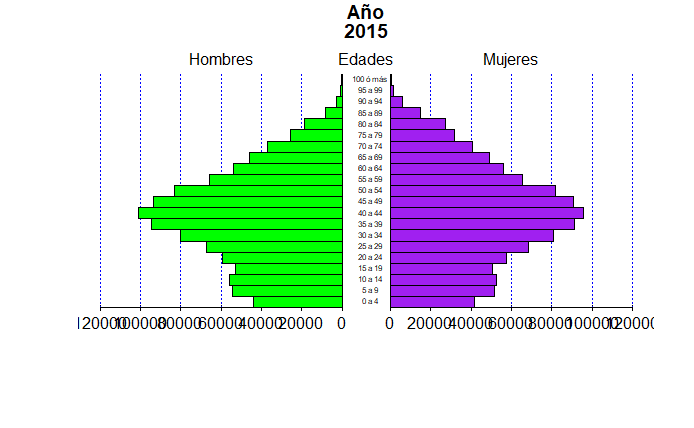 Año
2015
Hombres Edades Mujeres
100 ó más
95 a 99
90 a 94
85 a 89
80 a 84
75 a 79
70 a 74
65 a 69
60 a 64
55 a 59
50 a 54
45 a 49
40 a 44
35 a 39
30 a 34
25 a 29
20 a 24
15 a 19
10 a 14
5 a 9
0 a 4
120000 100000 80000 60000 40000 20000 0 0 20000 40000 60000 80000 100000 120000